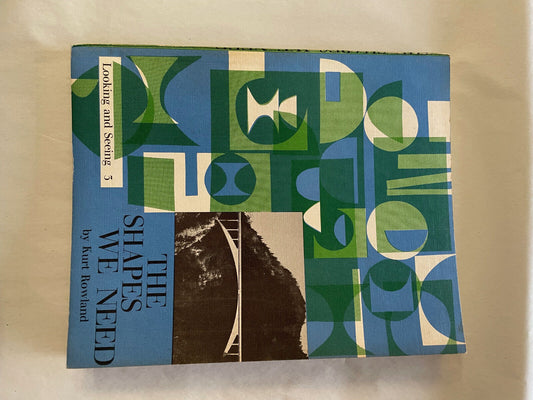 Looking and Seeing 3
THE
SHAPES
WE NEED
by Kurt Rowland